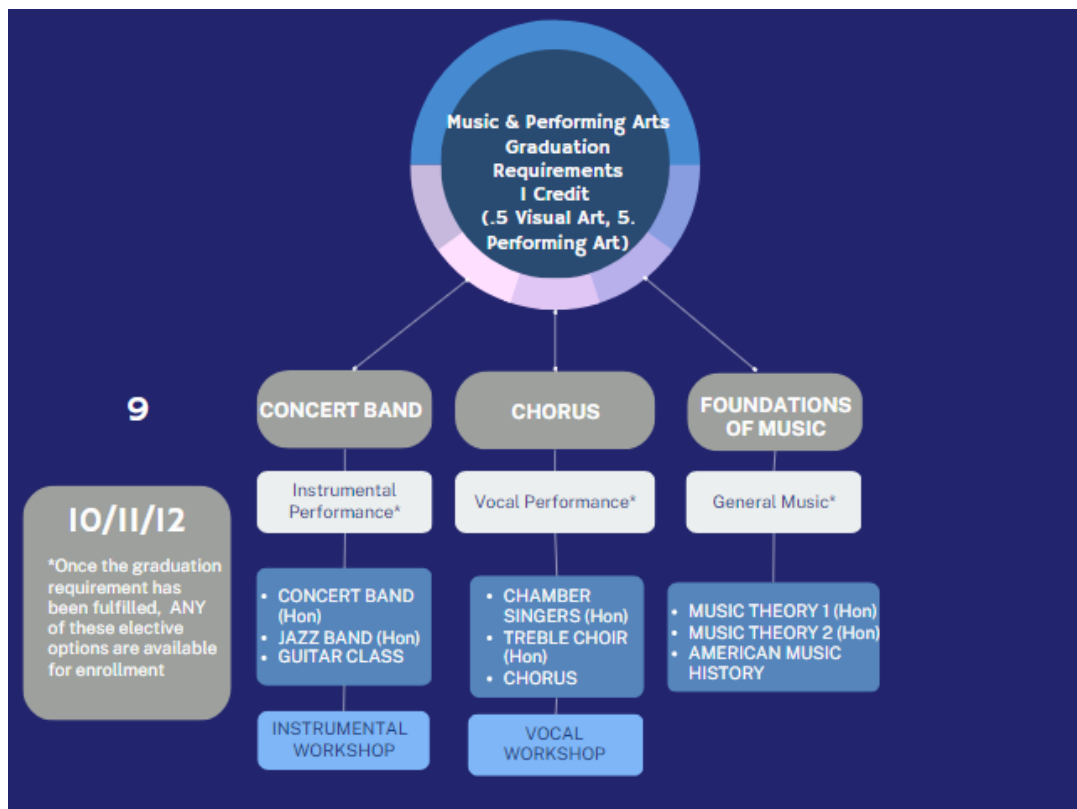 Music & Performing Arts
Graduation
Requirements
1 Credit
(.5 Visual Art, 5.
Performing Art)
9
CONCERT BAND
CHORUS
FOUNDATIONS
OF MUSIC
Instrumental
Performance*
Vocal Performance*
General Music*
10/11/12
*Once the graduation
requirement has
been fulfilled, ANY
of these elective
options are available
for enrollment
• CONCERT BAND
(Hon)
• JAZZ BAND (Hon)
• GUITAR CLASS
• CHAMBER
SINGERS (Hon)
• TREBLE CHOIR
(Hon)
• CHORUS
• MUSIC THEORY 1 (Hon)
• MUSIC THEORY 2 (Hon)
• AMERICAN MUSIC
HISTORY
INSTRUMENTAL
WORKSHOP
VOCAL
WORKSHOP